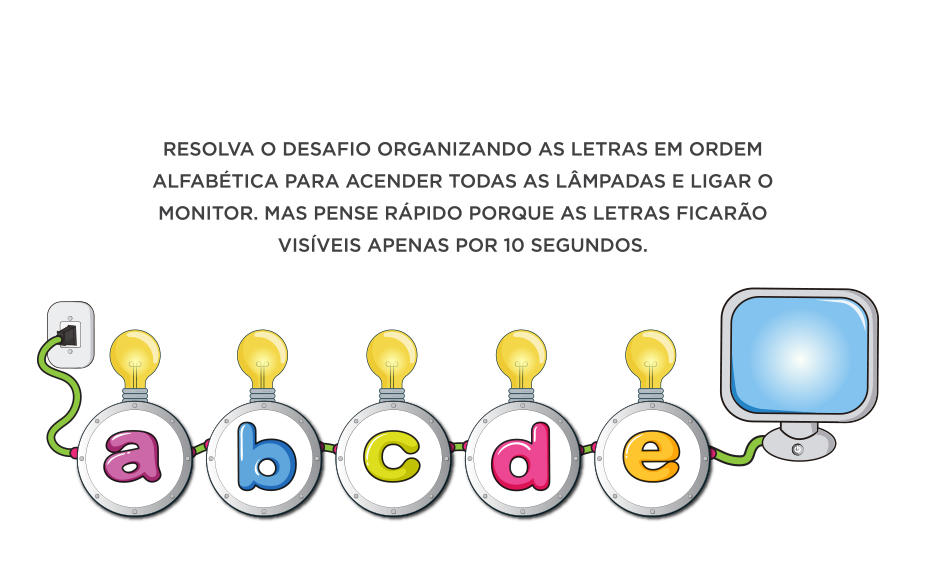 RESOLVA O DESAFIO ORGANIZANDO AS LETRAS EM ORDEM
ALFABÉTICA PARA ACENDER TODAS AS LÂMPADAS E LIGAR O
MONITOR. MAS PENSE RÁPIDO PORQUE AS LETRAS FICARÃO
VISÍVEIS APENAS POR 10 SEGUNDOS.
a b c d e